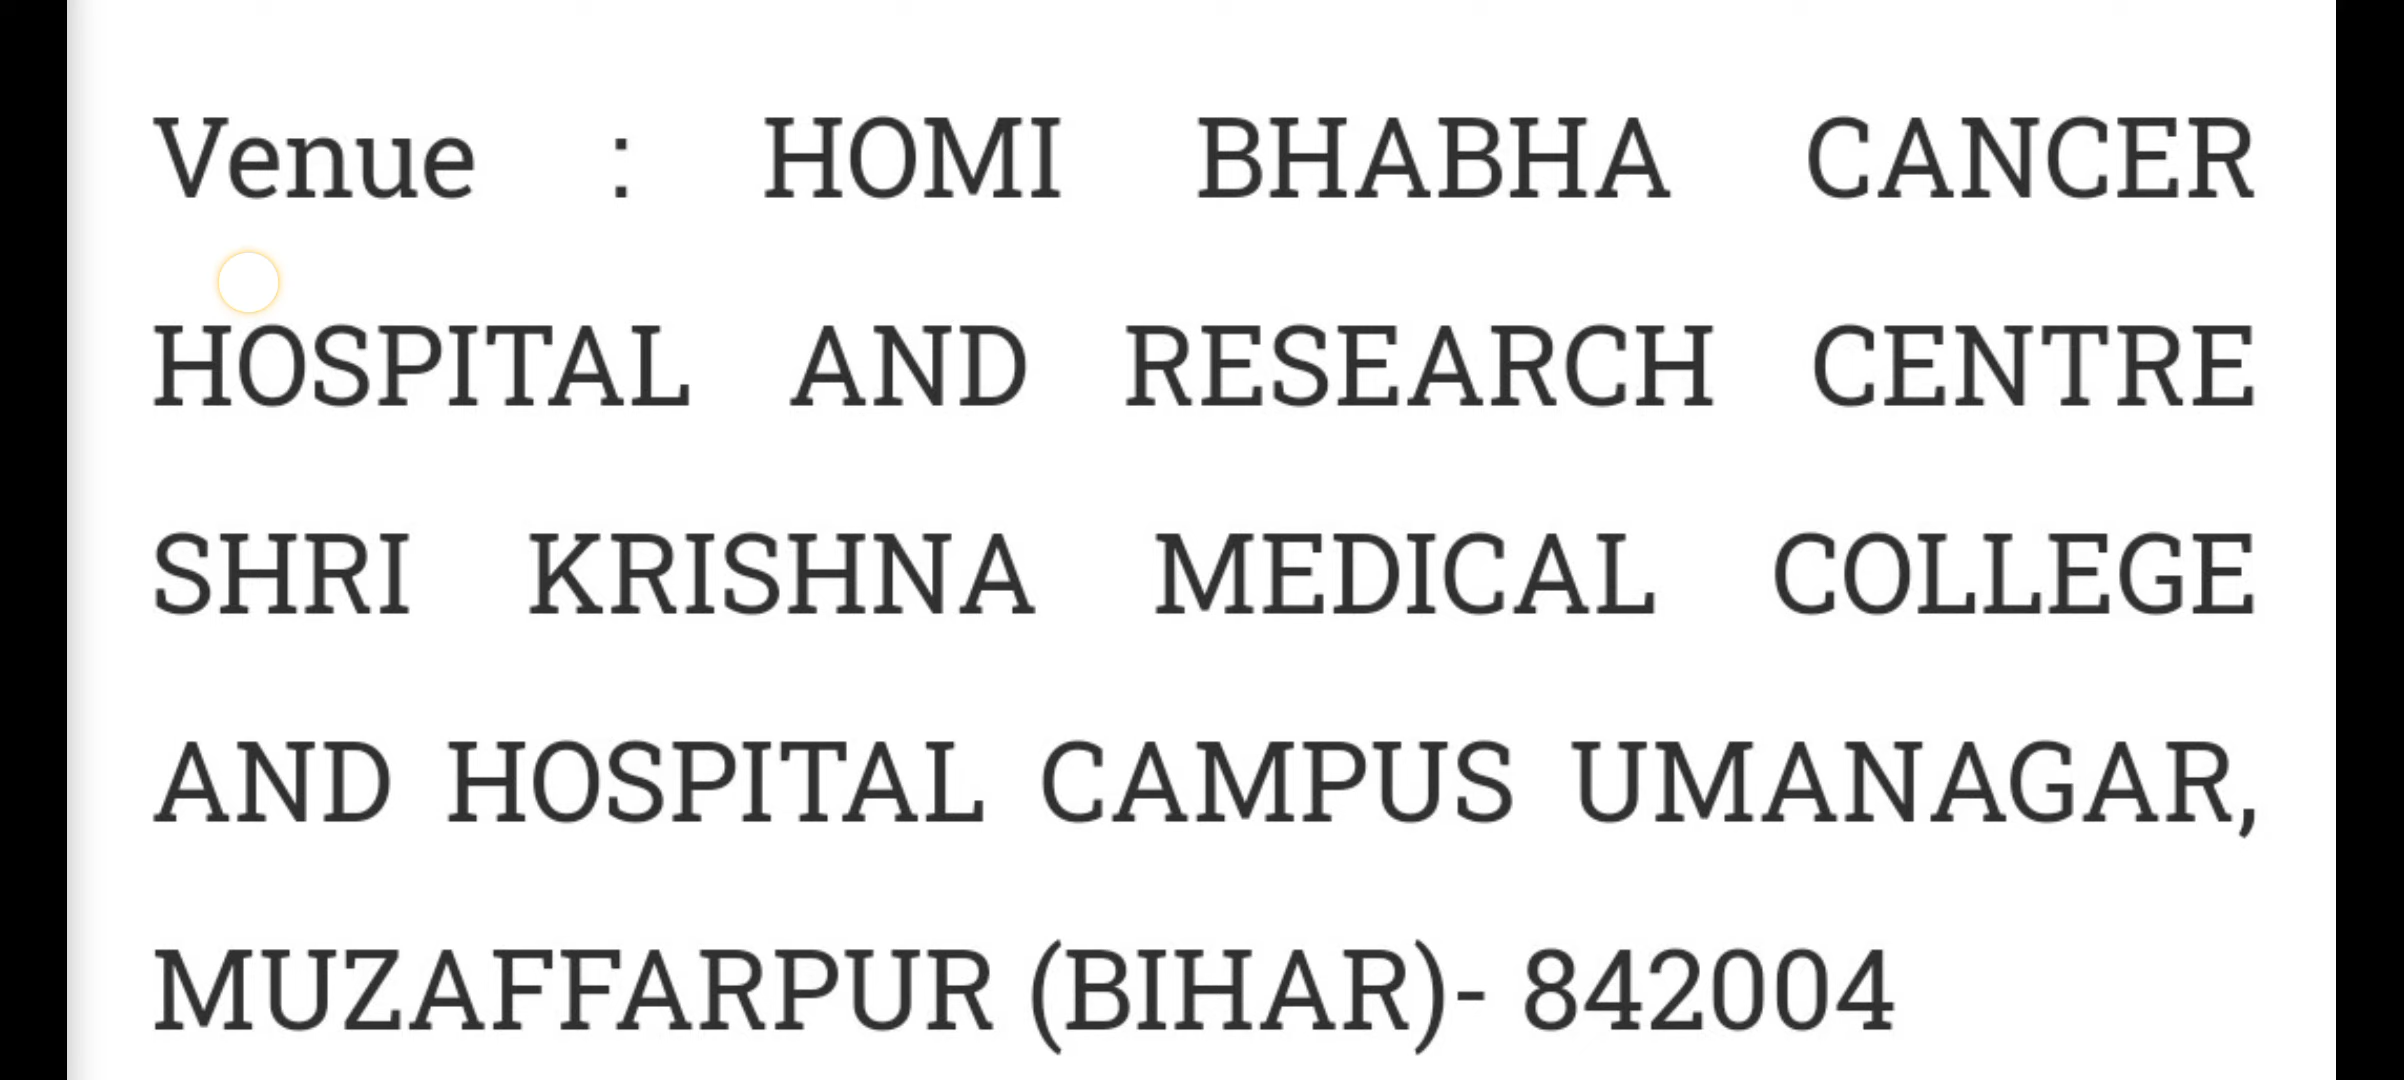 Venue : HOMI BHABHA CANCER
HOSPITAL AND RESEARCH CENTRE
SHRI KRISHNA MEDICAL COLLEGE
AND HOSPITAL CAMPUS UMANAGAR,
MUZAFFARPUR (BIHAR)- 842004